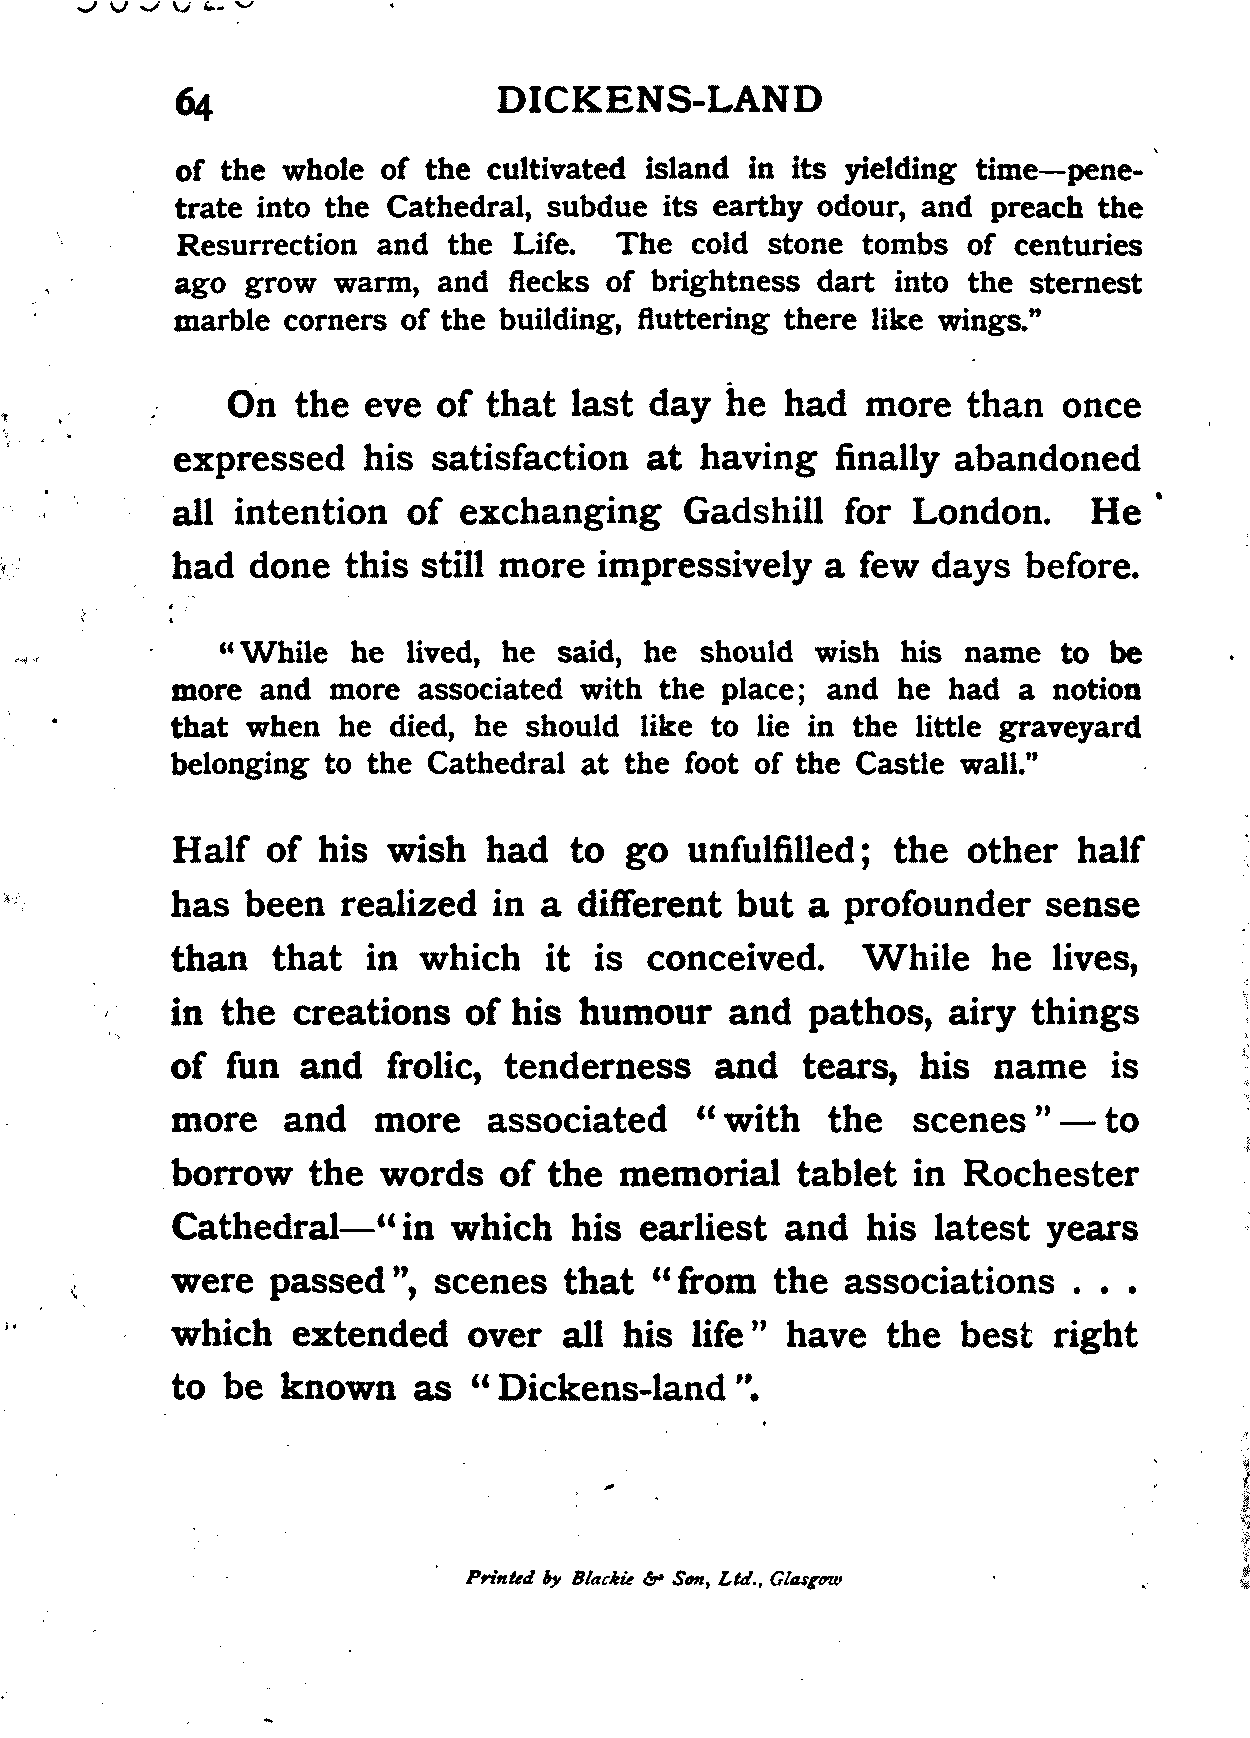 64 DICKENS-LAND
of the whole of the cultivated island in its yielding time—pene-
trate into the Cathedral, subdue its earthy odour, and preach the
Resurrection and the Life. The cold stone tombs of centuries
ago grow warm, and flecks of brightness dart into the sternest
marble corners of the building, fluttering there like wings.”
On the eve of that last day he had more than once
expressed his satisfaction at having finally abandoned
all intention of exchanging Gadshill for London. He
had done this still more impressively a few days before.
“While he lived, he said, he should wish his name to be
more and more associated with the place; and he had a notion
that when he died, he should like to lie in the little graveyard
belonging to the Cathedral at the foot of the Castle wall.”
Half of his wish had to go unfulfilled; the other half
has been realized in a different but a profounder sense
than that in which it is conceived. While he lives,
in the creations of his humour and pathos, airy things
of fun and frolic, tenderness and tears, his name is
more and more associated “with the scenes”—to
borrow the words of the memorial tablet in Rochester
Cathedral—“in which his earliest and his latest years
were passed”, scenes that “from the associations . . .
which extended over all his life” have the best right
to be known as “Dickens-land”.
Printed by Blackie & Son, Ltd., Glasgow